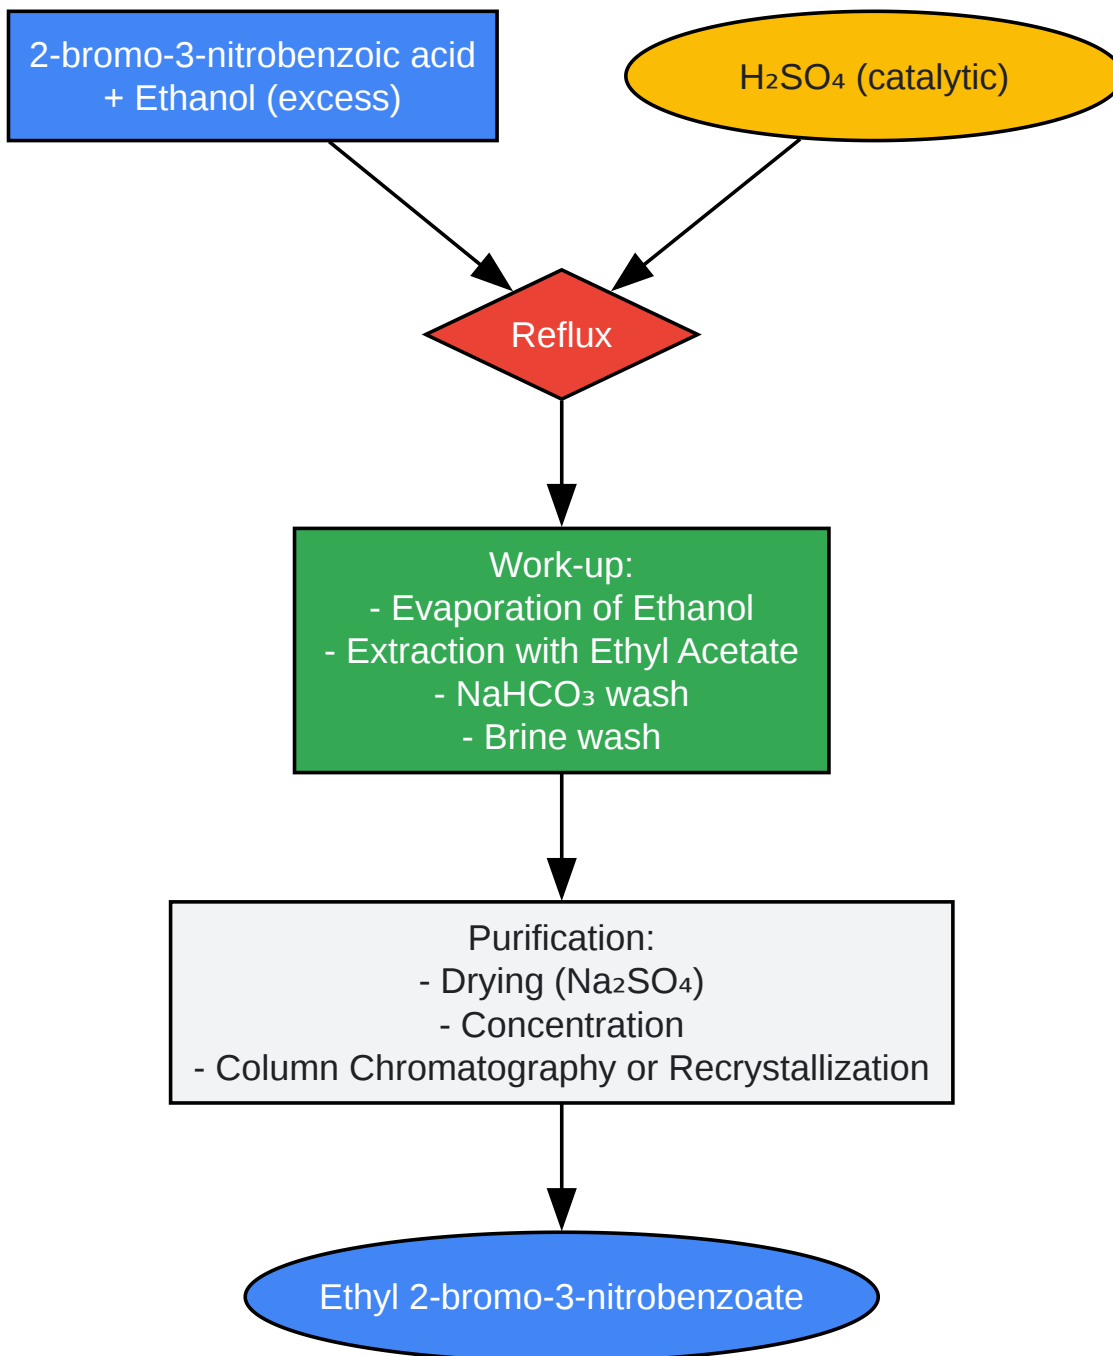 2-bromo-3-nitrobenzoic acid
+ Ethanol (excess)
H₂SO₄ (catalytic)
Reflux
Work-up:
- Evaporation of Ethanol
- Extraction with Ethyl Acetate
- NaHCO₃ wash
- Brine wash
Purification:
- Drying (Na₂SO₄)
- Concentration
- Column Chromatography or Recrystallization
Ethyl 2-bromo-3-nitrobenzoate